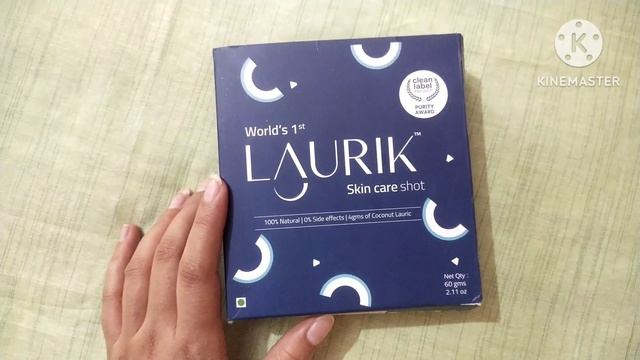 KINEMASTER
clean
label
PURITY
AWARD
World's 1st
LAURIK™
Skin care shot
100% Natural | 0% Side effects | 4gms of Coconut Lauric
Net Qty :
60 gms
2.11 oz